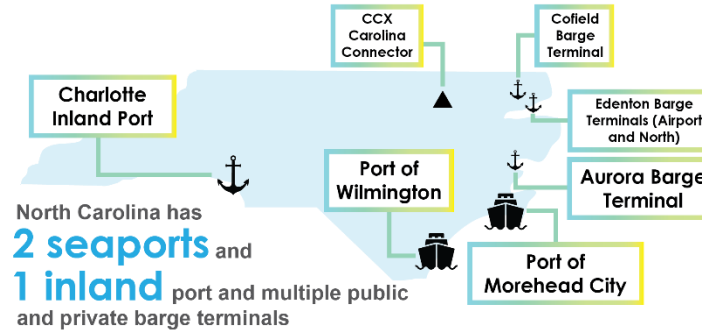 CCX
Carolina
Connector
Cofield
Barge
Terminal
Charlotte
Inland Port
Edenton Barge
Terminals (Airport
and North)
Port of
Wilmington
Aurora Barge
Terminal
North Carolina has
2 seaports and
1 inland port and multiple public
and private barge terminals
Port of
Morehead City